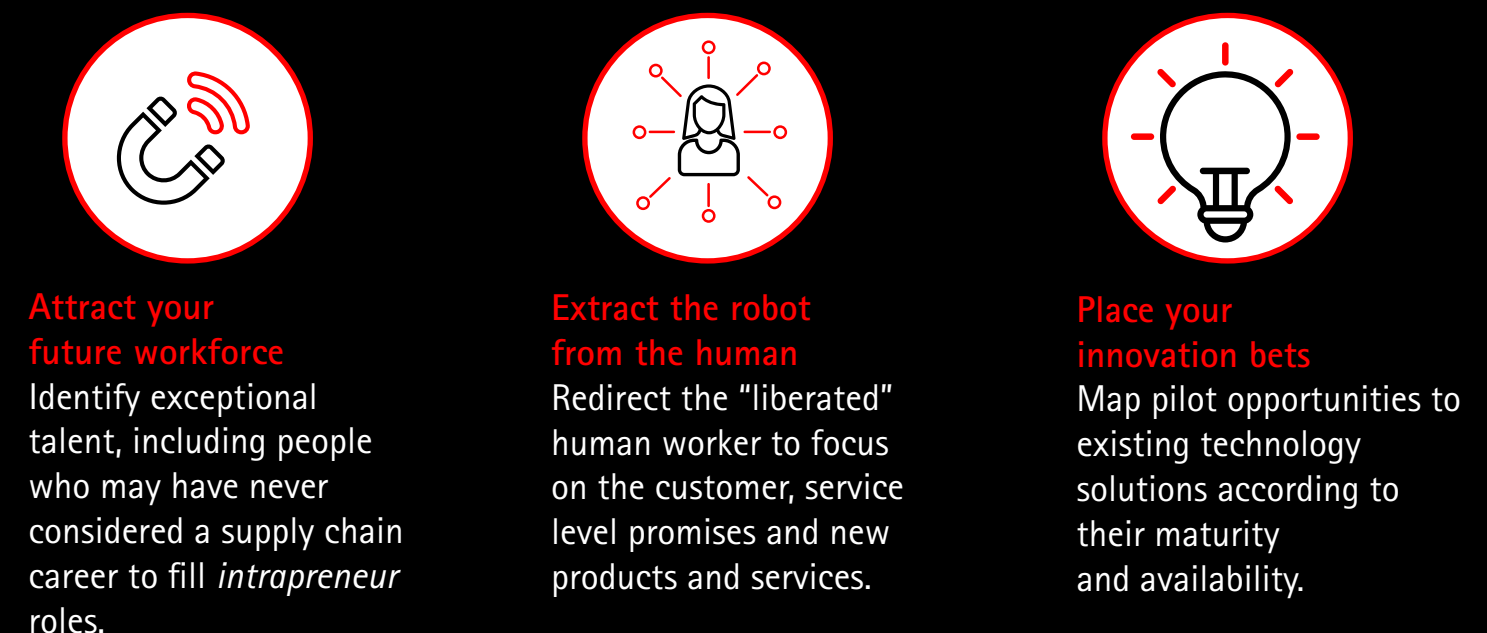 Attract your
future workforce
Identify exceptional
talent, including people
who may have never
considered a supply chain
career to fill intrapreneur
roles.
Extract the robot
from the human
Redirect the “liberated”
human worker to focus
on the customer, service
level promises and new
products and services.
Place your
innovation bets
Map pilot opportunities to
existing technology
solutions according to
their maturity
and availability.